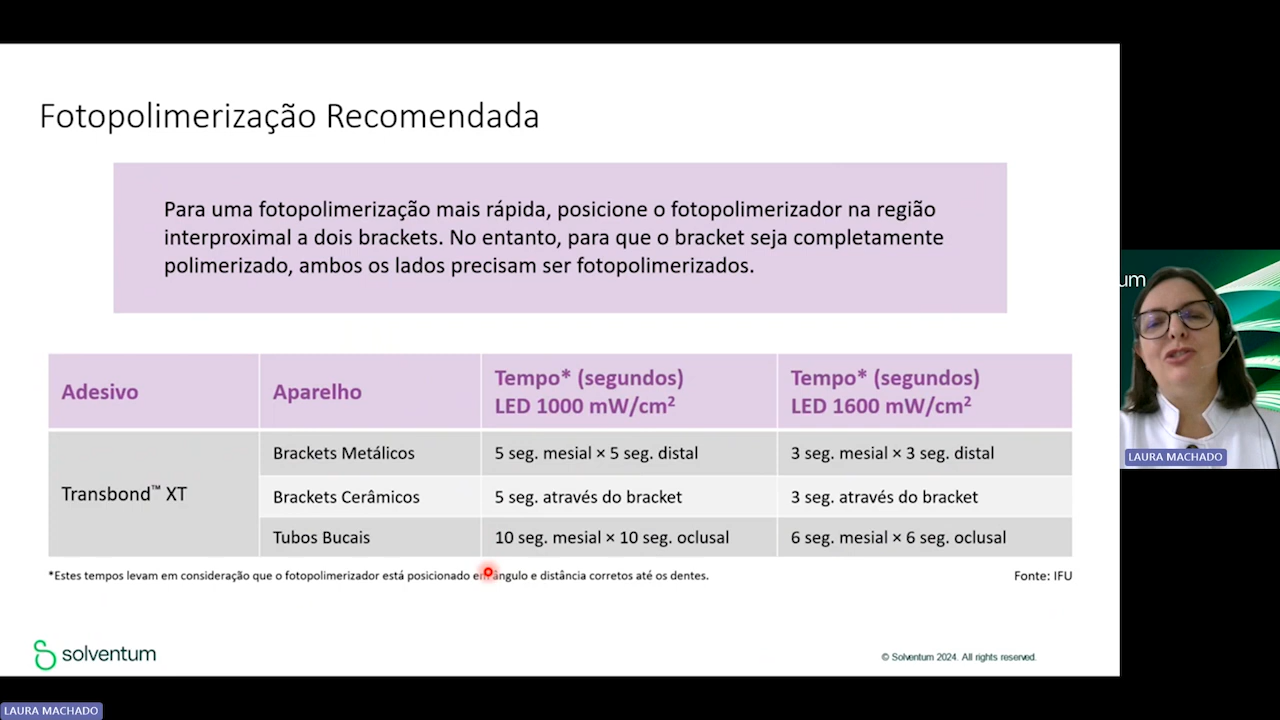 Fotopolimerização Recomendada
Para uma fotopolimerização mais rápida, posicione o fotopolimerizador na região
interproximal a dois brackets. No entanto, para que o bracket seja completamente
polimerizado, ambos os lados precisam ser fotopolimerizados.
Adesivo
Aparelho
Tempo* (segundos)
LED 1000 mW/cm²
Tempo* (segundos)
LED 1600 mW/cm²
Transbond™ XT
Brackets Metálicos
5 seg. mesial × 5 seg. distal
3 seg. mesial × 3 seg. distal
Brackets Cerâmicos
5 seg. através do bracket
3 seg. através do bracket
Tubos Bucais
10 seg. mesial × 10 seg. oclusal
6 seg. mesial × 6 seg. oclusal
*Estes tempos levam em consideração que o fotopolimerizador está posicionado em ângulo e distância corretos até os dentes.
Fonte: IFU
solventum
© Solventum 2024. All rights reserved.
um
LAURA MACHADO
LAURA MACHADO